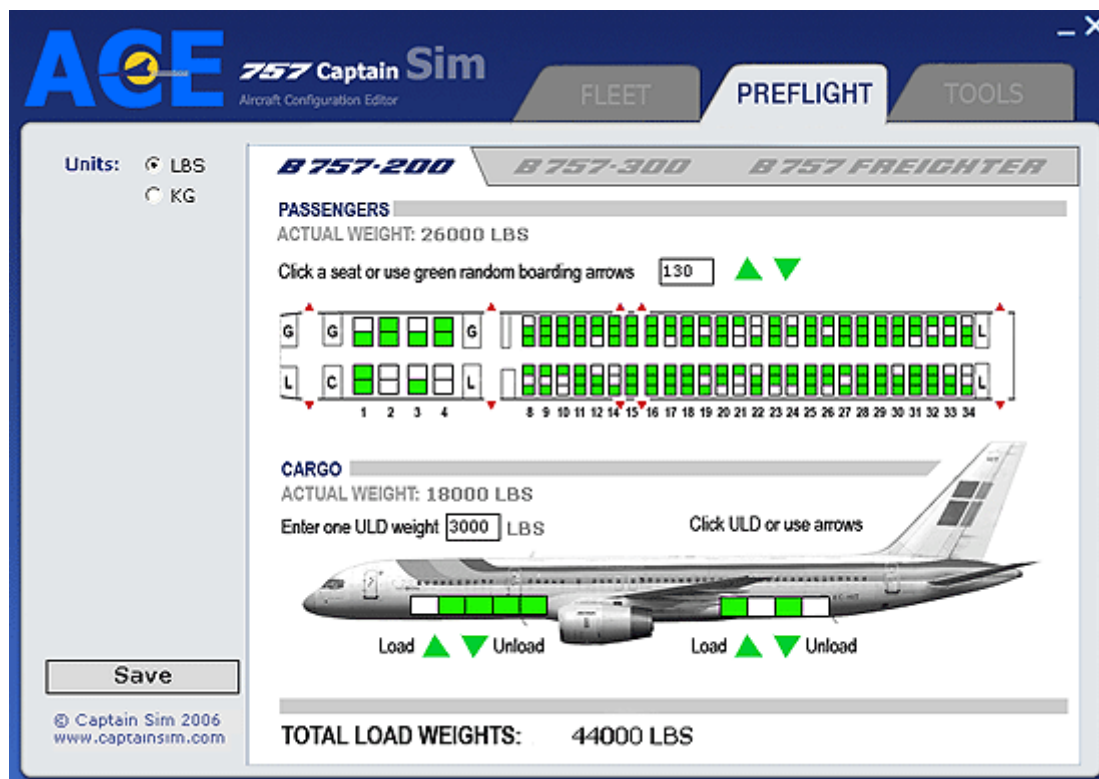 ACE 757 Captain Sim
Aircraft Configuration Editor
FLEET PREFLIGHT TOOLS
Units: LBS
KG
B757-200 B757-300 B757 FREIGHTER
PASSENGERS
ACTUAL WEIGHT: 26000 LBS
Click a seat or use green random boarding arrows 130
G G G L
L C L L
1 2 3 4 8 9 10 11 12 14 15 16 17 18 19 20 21 22 23 24 25 26 27 28 29 30 31 32 33 34
CARGO
ACTUAL WEIGHT: 18000 LBS
Enter one ULD weight 3000 LBS Click ULD or use arrows
Load Unload Load Unload
Save
© Captain Sim 2006
www.captainsim.com
TOTAL LOAD WEIGHTS: 44000 LBS